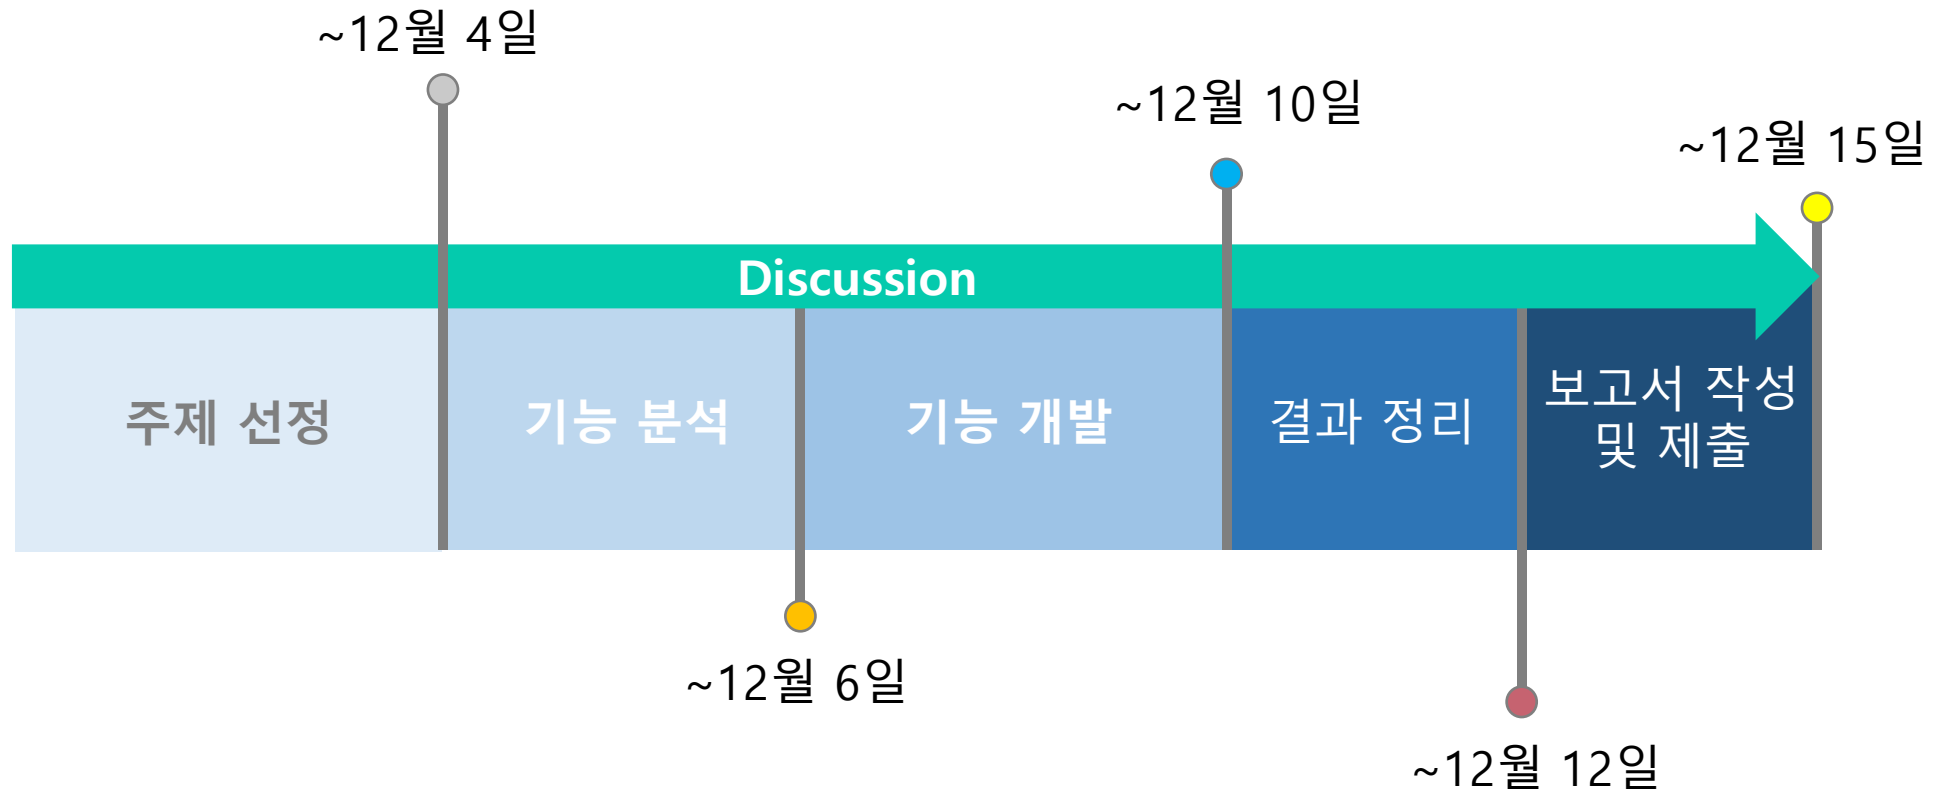 ~12월 4일
~12월 10일
~12월 15일
Discussion
주제 선정
기능 분석
기능 개발
결과 정리
보고서 작성
및 제출
~12월 6일
~12월 12일